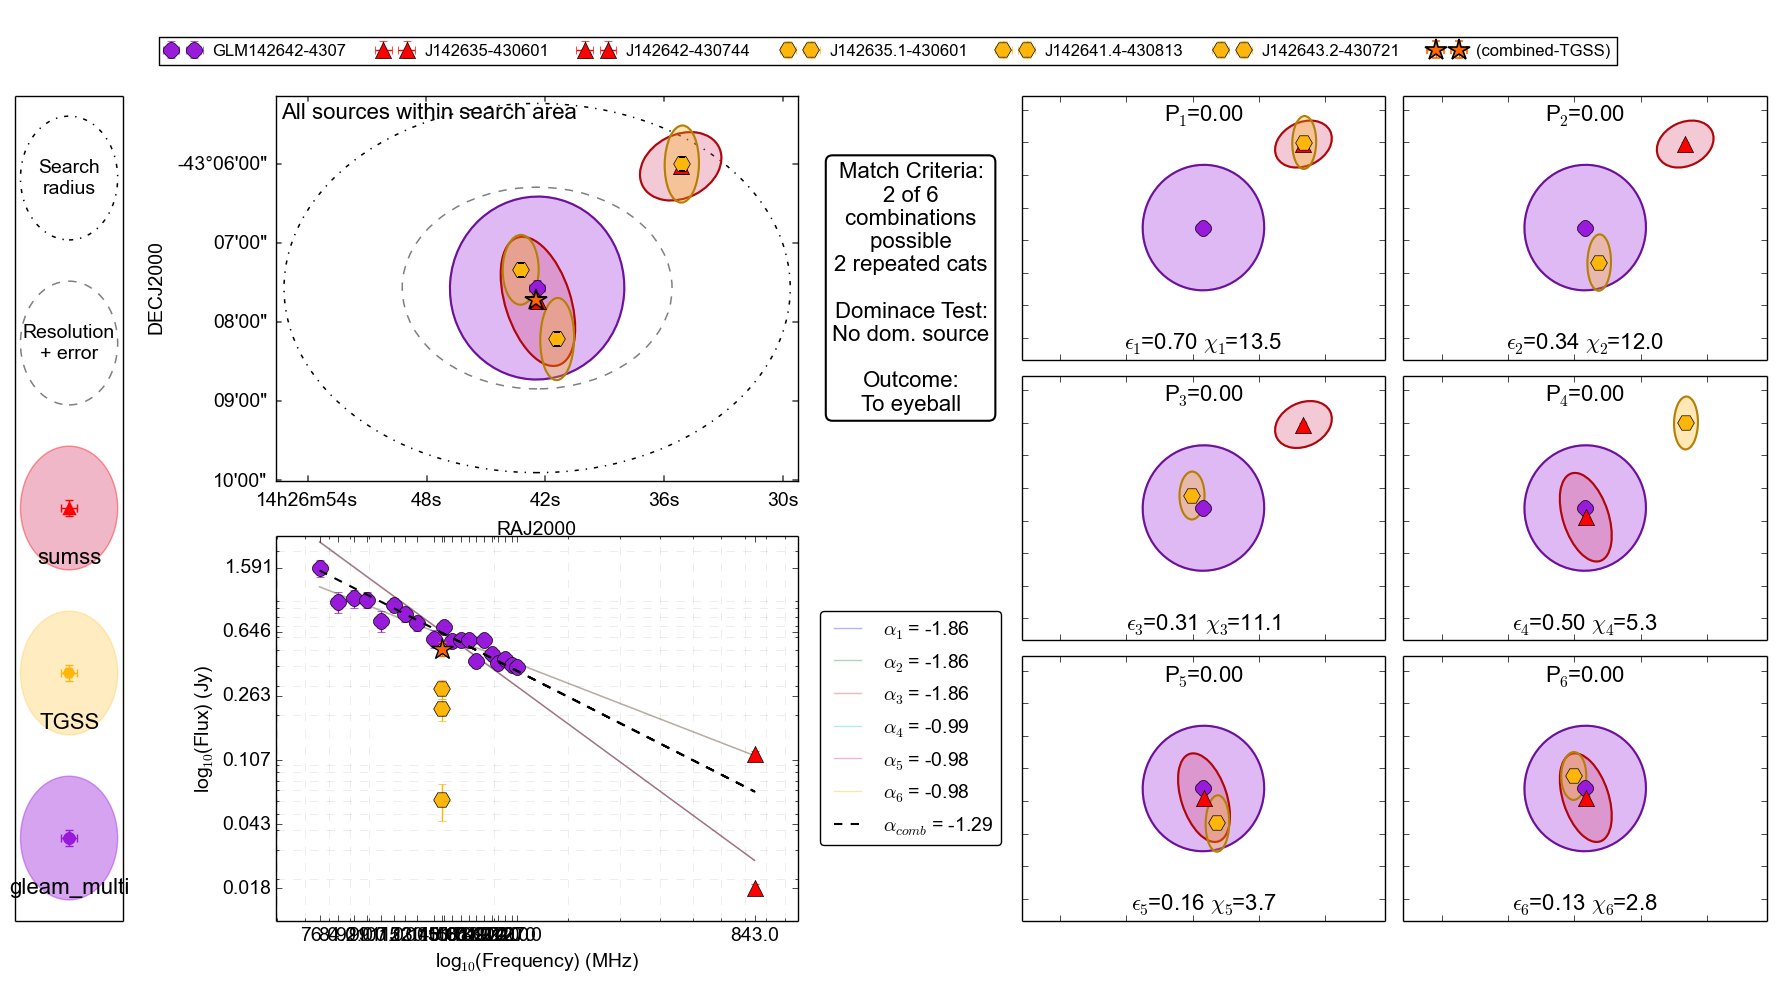 GLM142642-4307 J142635-430601 J142642-430744 J142635.1-430601 J142641.4-430813 J142643.2-430721 (combined-TGSS)
Search
radius
Resolution
+ error
sumss
TGSS
gleam_multi
All sources within search area
DECJ2000
-43°06'00"
07'00"
08'00"
09'00"
10'00"
14h26m54s 48s 42s 36s 30s
RAJ2000
Match Criteria:
2 of 6
combinations
possible
2 repeated cats
Dominace Test:
No dom. source
Outcome:
To eyeball
log10(Flux) (Jy)
1.591
0.646
0.263
0.107
0.043
0.018
843.0
log10(Frequency) (MHz)
α1 = -1.86
α2 = -1.86
α3 = -1.86
α4 = -0.99
α5 = -0.98
α6 = -0.98
αcomb = -1.29
P1=0.00
ϵ1=0.70 χ1=13.5
P2=0.00
ϵ2=0.34 χ2=12.0
P3=0.00
ϵ3=0.31 χ3=11.1
P4=0.00
ϵ4=0.50 χ4=5.3
P5=0.00
ϵ5=0.16 χ5=3.7
P6=0.00
ϵ6=0.13 χ6=2.8